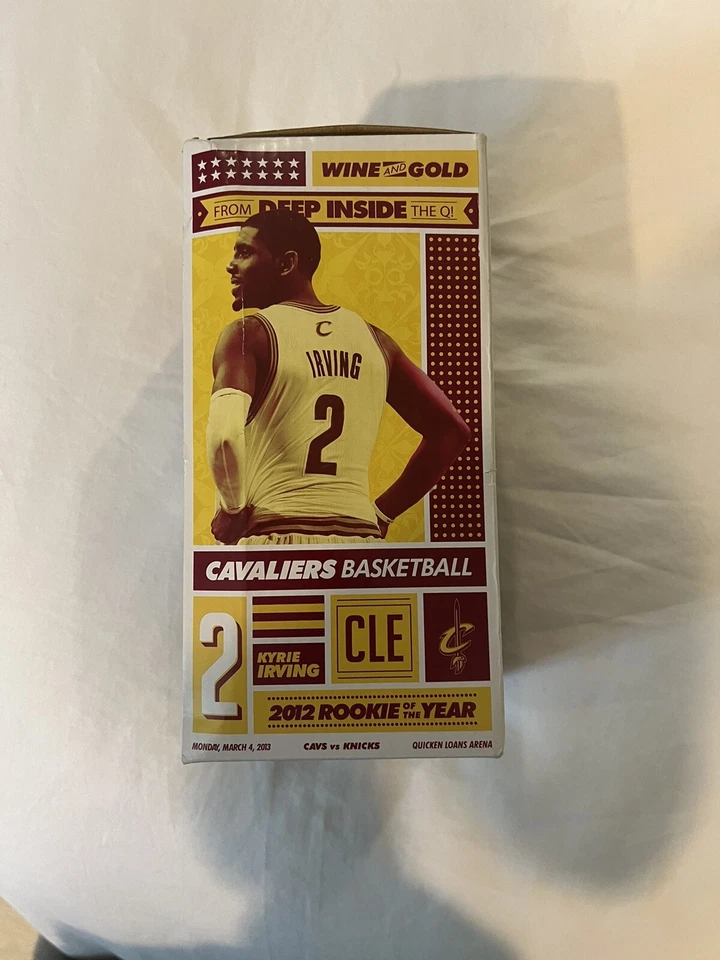 WINE AND GOLD
FROM DEEP INSIDE THE Q!
C
IRVING
2
CAVALIERS BASKETBALL
2
KYRIE
IRVING
CLE
C
2012 ROOKIE OF THE YEAR
MONDAY, MARCH 4, 2013 CAVS vs KNICKS QUICKEN LOANS ARENA